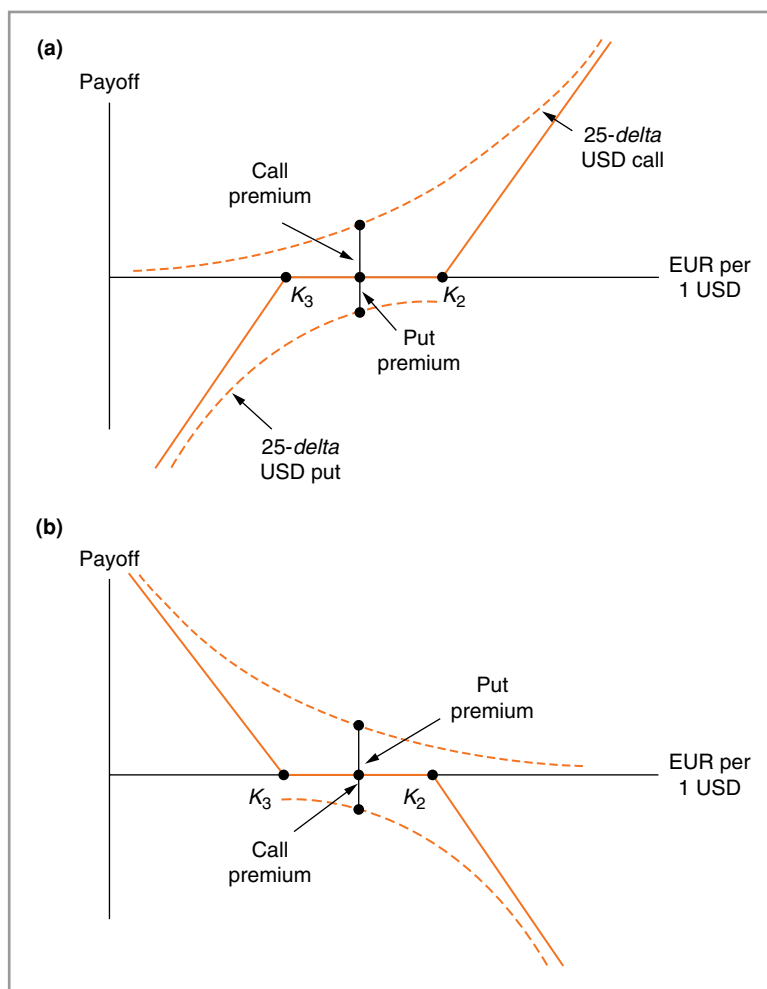 (a)
Payoff
25-delta
USD call
Call
premium
EUR per
1 USD
K3
K2
Put
premium
25-delta
USD put
(b)
Payoff
Put
premium
EUR per
1 USD
K3
K2
Call
premium